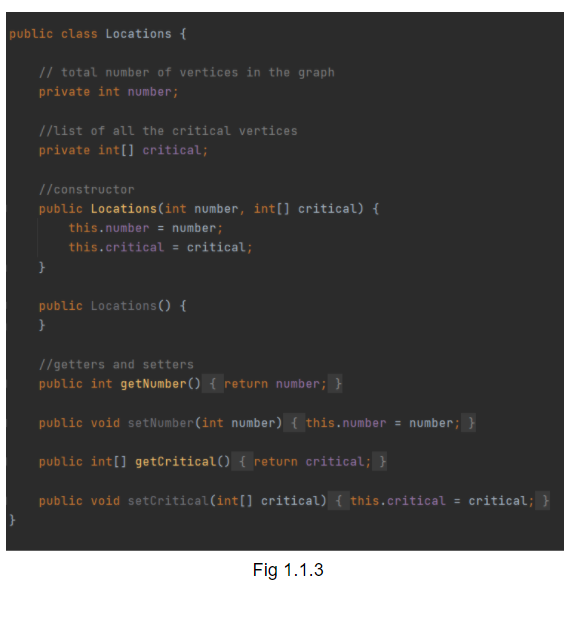 public class Locations {
// total number of vertices in the graph
private int number;
//list of all the critical vertices
private int[] critical;
//constructor
public Locations(int number, int[] critical) {
this.number = number;
this.critical = critical;
}
public Locations() {
}
//getters and setters
public int getNumber() { return number; }
public void setNumber(int number) { this.number = number; }
public int[] getCritical() { return critical; }
public void setCritical(int[] critical) { this.critical = critical; }
}
Fig 1.1.3